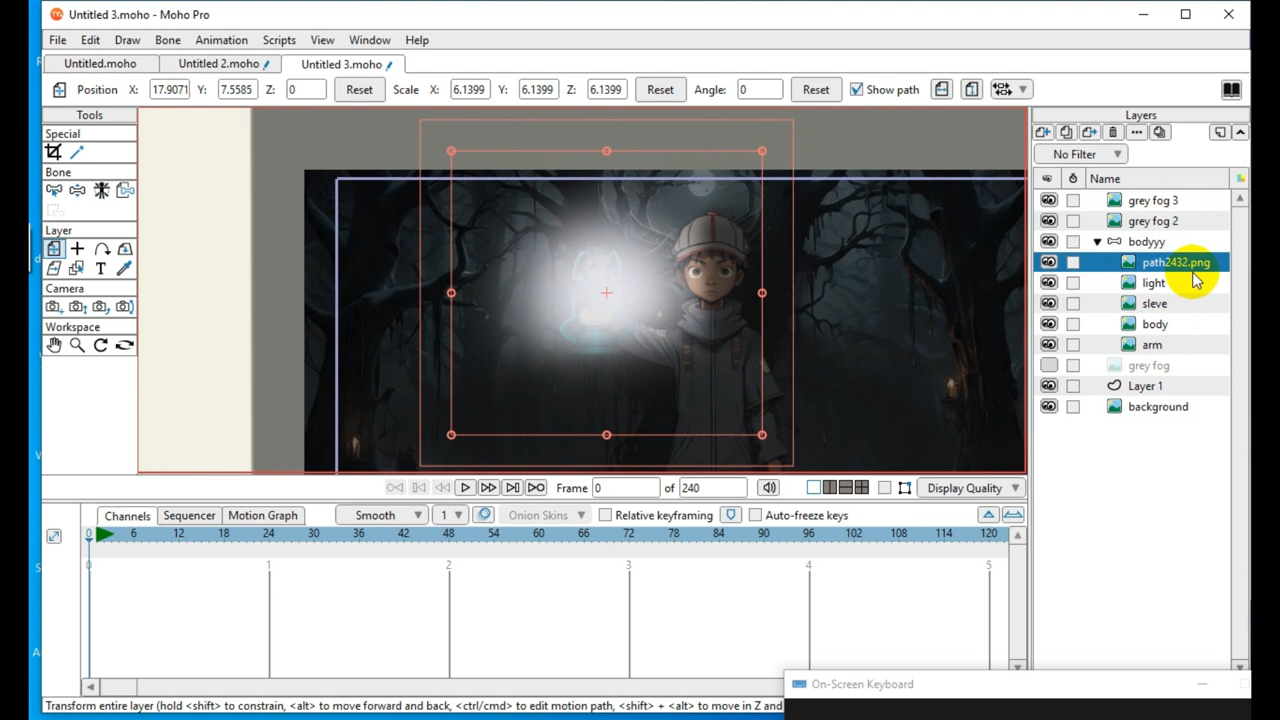 Untitled 3.moho - Moho Pro
File Edit Draw Bone Animation Scripts View Window Help
Untitled.moho Untitled 2.moho Untitled 3.moho
Position X: 17.9071 Y: 7.5585 Z: 0 Reset Scale X: 6.1399 Y: 6.1399 Z: 6.1399 Reset Angle: 0 Reset Show path
Tools
Special
Bone
Layer
Camera
Workspace
Layers
No Filter
Name
grey fog 3
grey fog 2
bodyyy
path2432.png
light
sleve
body
arm
grey fog
Layer 1
background
Frame 0 of 240 Display Quality
Channels Sequencer Motion Graph Smooth 1 Onion Skins Relative keyframing Auto-freeze keys
0 6 12 18 24 30 36 42 48 54 60 66 72 78 84 90 96 102 108 114 120
0 1 2 3 4 5
On-Screen Keyboard
Transform entire layer (hold <shift> to constrain, <alt> to move forward and back, <ctrl/cmd> to edit motion path, <shift> + <alt> to move in Z and